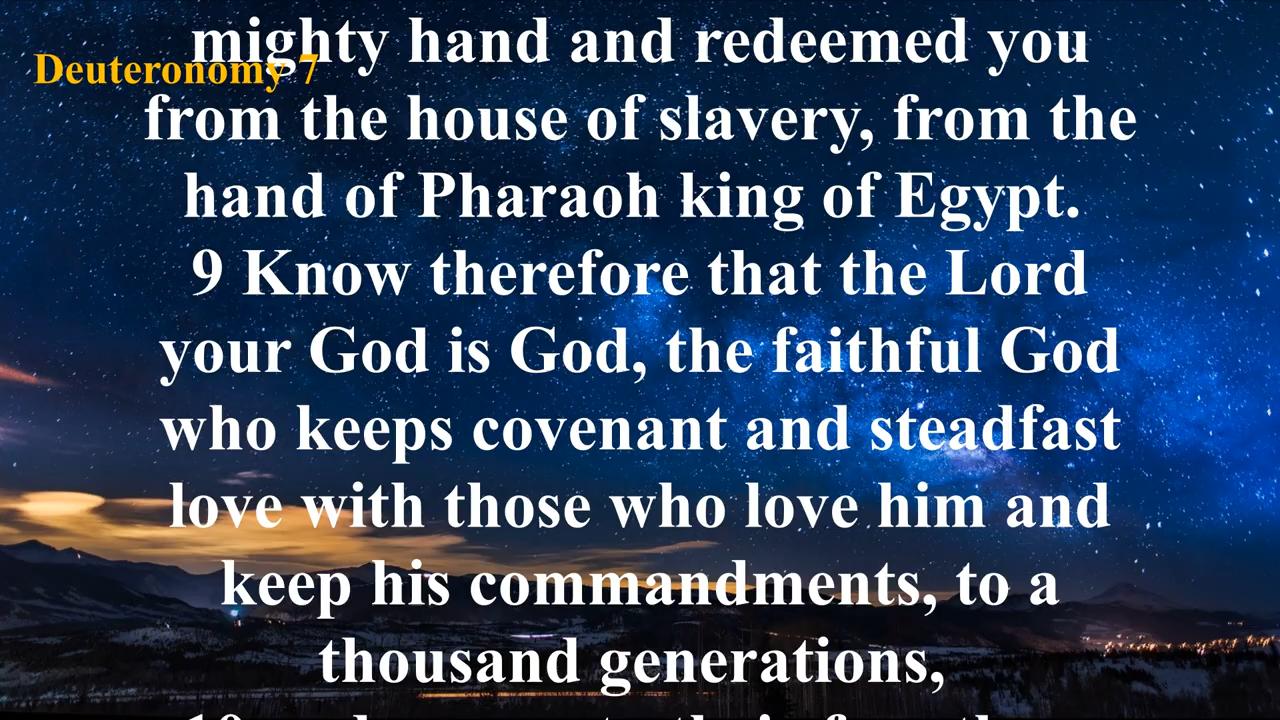 mighty hand and redeemed you
Deuteronomy 7
from the house of slavery, from the
hand of Pharaoh king of Egypt.
9 Know therefore that the Lord
your God is God, the faithful God
who keeps covenant and steadfast
love with those who love him and
keep his commandments, to a
thousand generations,